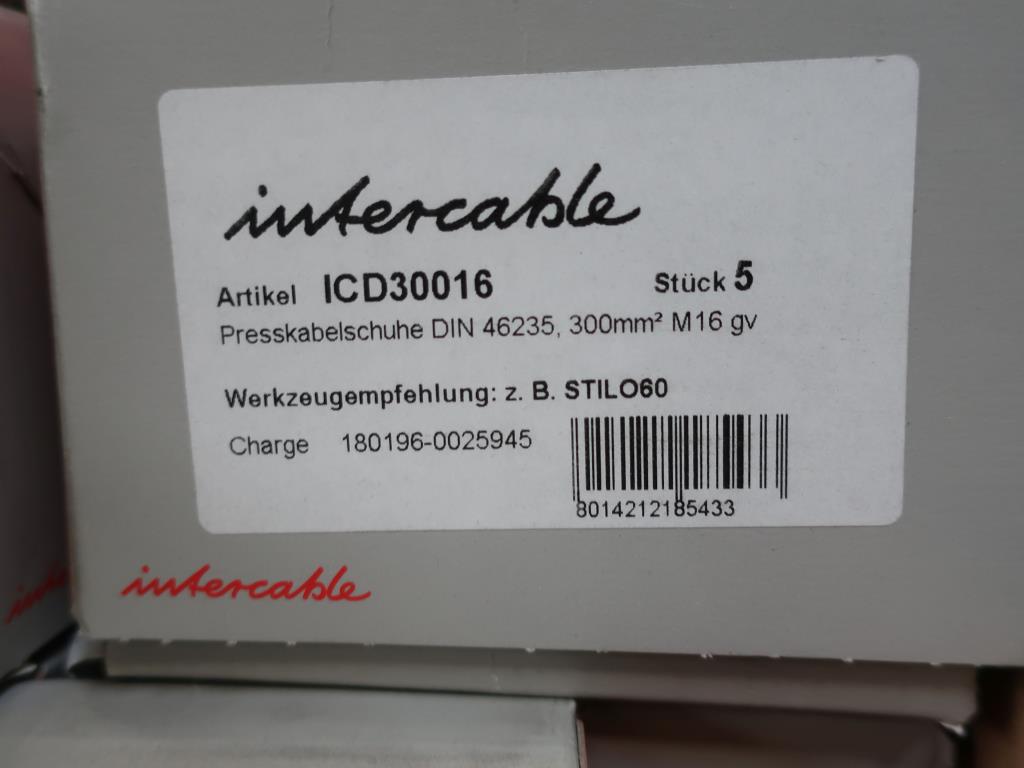 intercable
Artikel ICD30016 Stück 5
Presskabelschuhe DIN 46235, 300mm² M16 gv
Werkzeugempfehlung: z. B. STILO60
Charge 180196-0025945
8014212185433
intercable